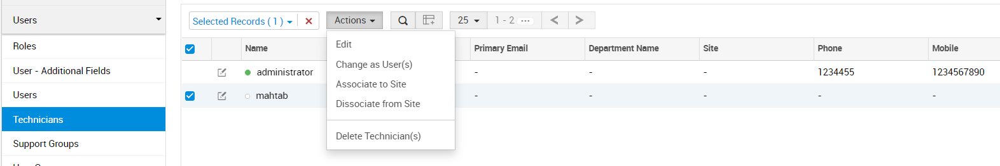 Users
Roles
User - Additional Fields
Users
Technicians
Support Groups
Selected Records ( 1 )
Actions
25
1 - 2 ...
Edit
Change as User(s)
Associate to Site
Dissociate from Site
Delete Technician(s)
Name Primary Email Department Name Site Phone Mobile
administrator - - - 1234455 1234567890
mahtab - - - - -